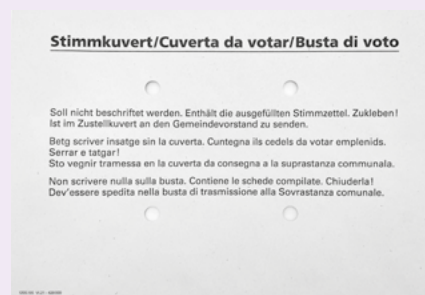 Stimmkuvert/Cuverta da votar/Busta di voto
Soll nicht beschriftet werden. Enthält die ausgefüllten Stimmzettel. Zukleben!
Ist im Zustellkuvert an den Gemeindevorstand zu senden.
Betg scriver insatge sin la cuverta. Cuntegna ils cedels da votar emplenids.
Serrar e tatgar!
Sto vegnir tramessa en la cuverta da consegna a la suprastanza communala.
Non scrivere nulla sulla busta. Contiene le schede compilate. Chiuderla!
Dev'essere spedita nella busta di trasmissione alla Sovrastanza comunale.